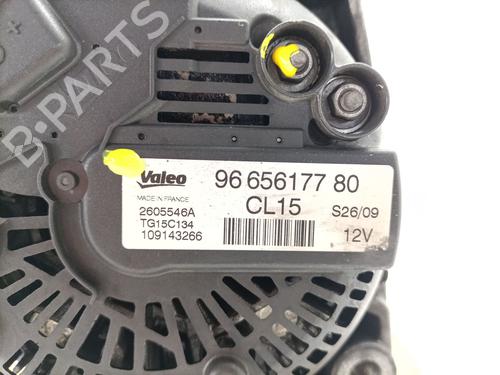 B-PARTS
Valeo
MADE IN FRANCE
96 656177 80
CL15
S26/09
12V
2605546A
TG15C134
109143266